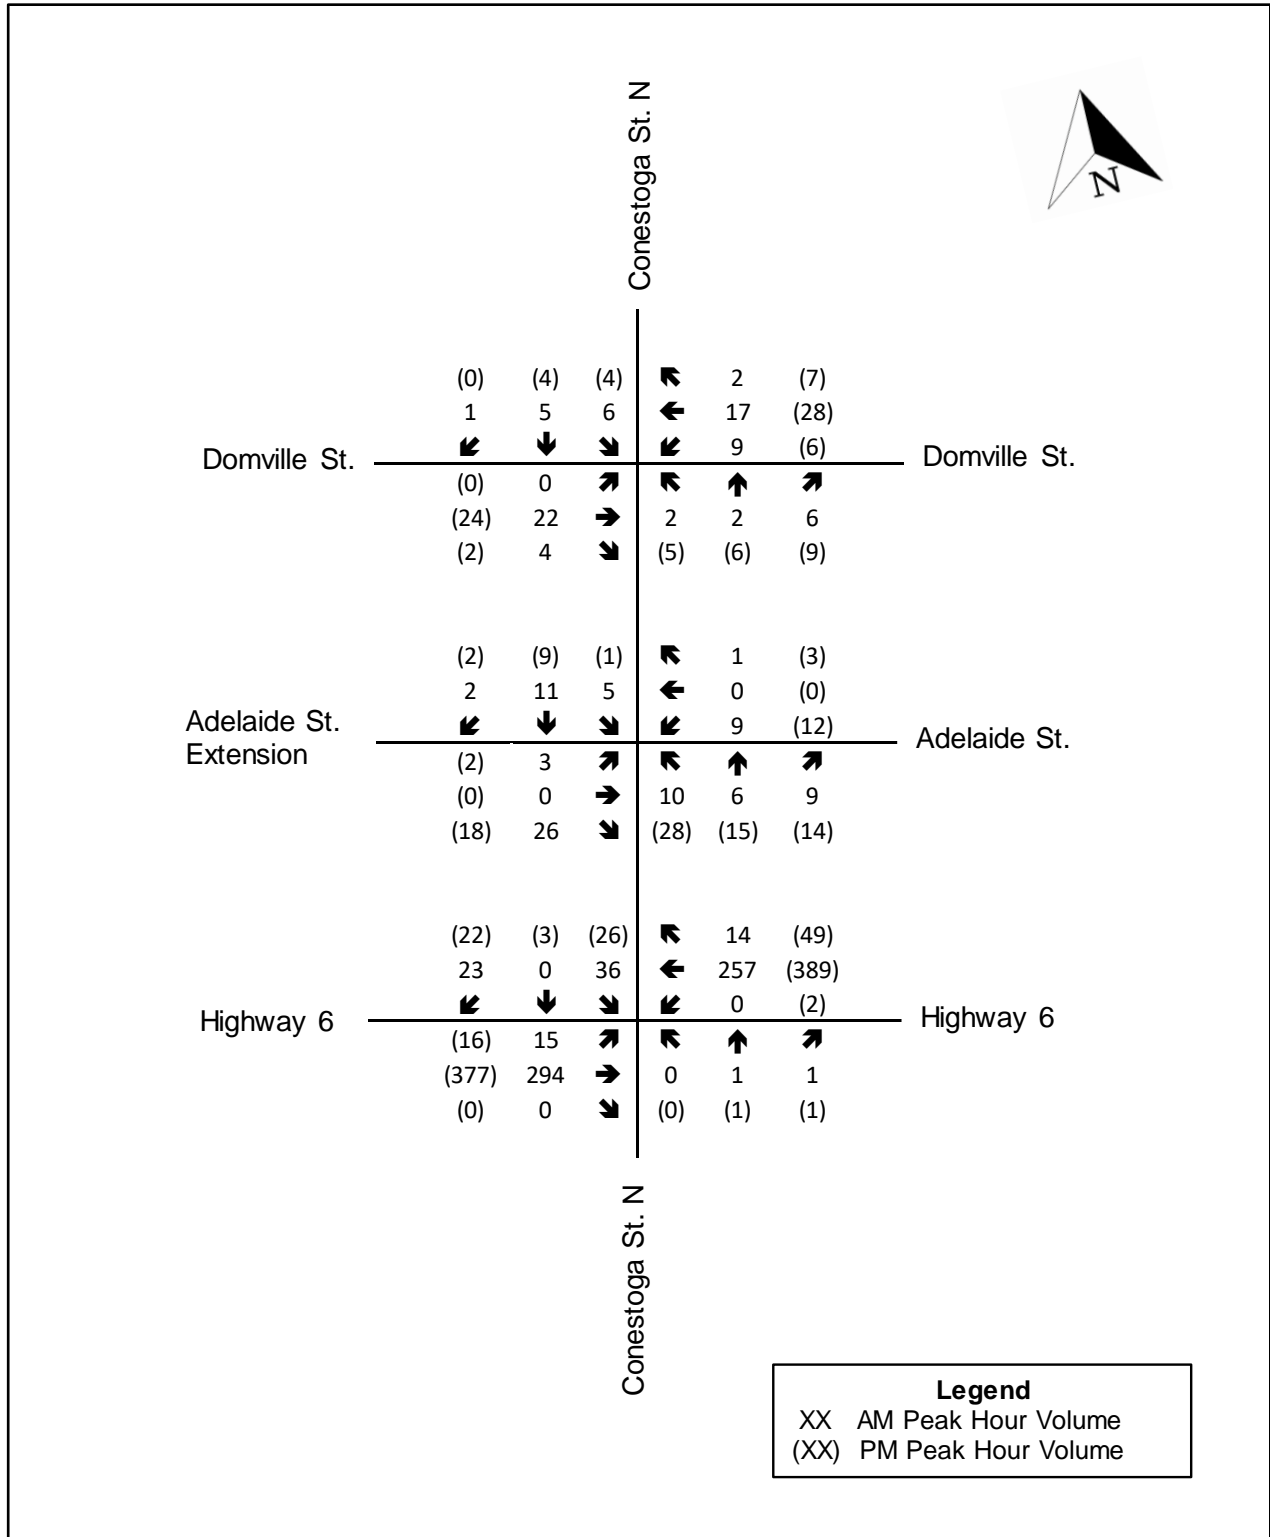 Conestoga St. N
N
(0) (4) (4) 2 (7)
1 5 6 17 (28)
9 (6)
Domville St.
Domville St.
(0) 0
(24) 22 2 2 6
(2) 4 (5) (6) (9)
(2) (9) (1) 1 (3)
2 11 5 0 (0)
9 (12)
Adelaide St.
Extension
Adelaide St.
(2) 3
(0) 0 10 6 9
(18) 26 (28) (15) (14)
(22) (3) (26) 14 (49)
23 0 36 257 (389)
0 (2)
Highway 6
Highway 6
(16) 15
(377) 294 0 1 1
(0) 0 (0) (1) (1)
Conestoga St. N
Legend
XX AM Peak Hour Volume
(XX) PM Peak Hour Volume